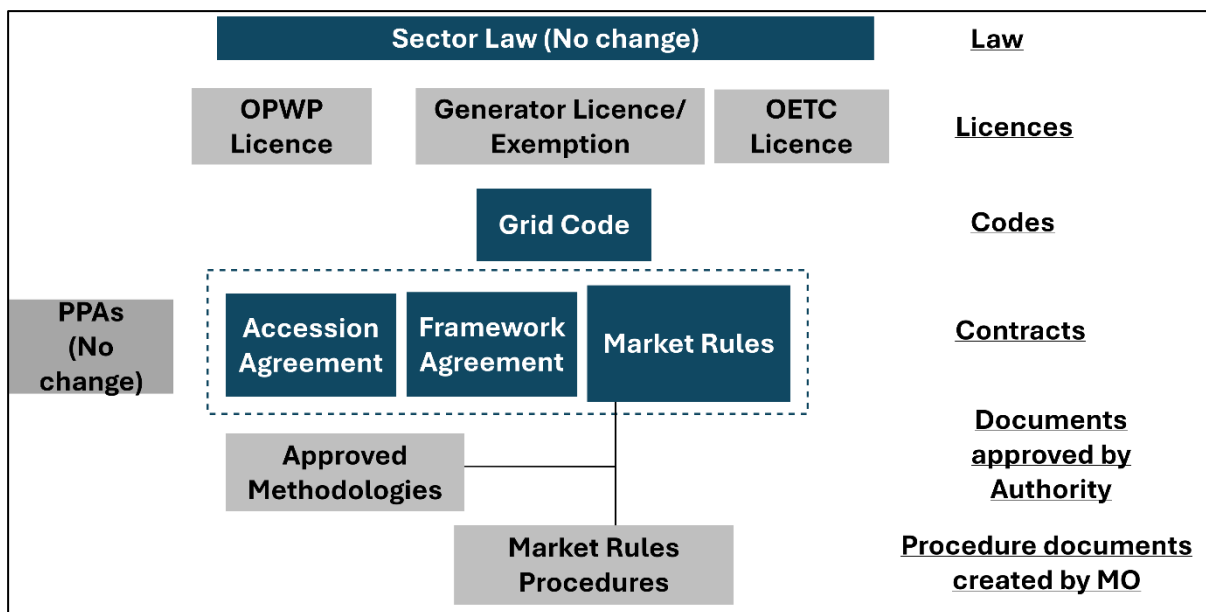 Sector Law (No change)
Law
OPWP
Licence
Generator Licence/
Exemption
OETC
Licence
Licences
Grid Code
Codes
PPAs
(No
change)
Accession
Agreement
Framework
Agreement
Market Rules
Contracts
Approved
Methodologies
Documents
approved by
Authority
Market Rules
Procedures
Procedure documents
created by MO